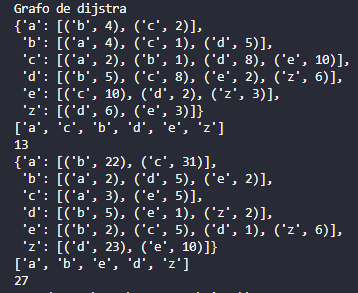 Grafo de dijstra
{'a': [('b', 4), ('c', 2)],
 'b': [('a', 4), ('c', 1), ('d', 5)],
 'c': [('a', 2), ('b', 1), ('d', 8), ('e', 10)],
 'd': [('b', 5), ('c', 8), ('e', 2), ('z', 6)],
 'e': [('c', 10), ('d', 2), ('z', 3)],
 'z': [('d', 6), ('e', 3)]}
['a', 'c', 'b', 'd', 'e', 'z']
13
{'a': [('b', 22), ('c', 31)],
 'b': [('a', 2), ('d', 5), ('e', 2)],
 'c': [('a', 3), ('e', 5)],
 'd': [('b', 5), ('e', 1), ('z', 2)],
 'e': [('b', 2), ('c', 5), ('d', 1), ('z', 6)],
 'z': [('d', 23), ('e', 10)]}
['a', 'b', 'e', 'd', 'z']
27